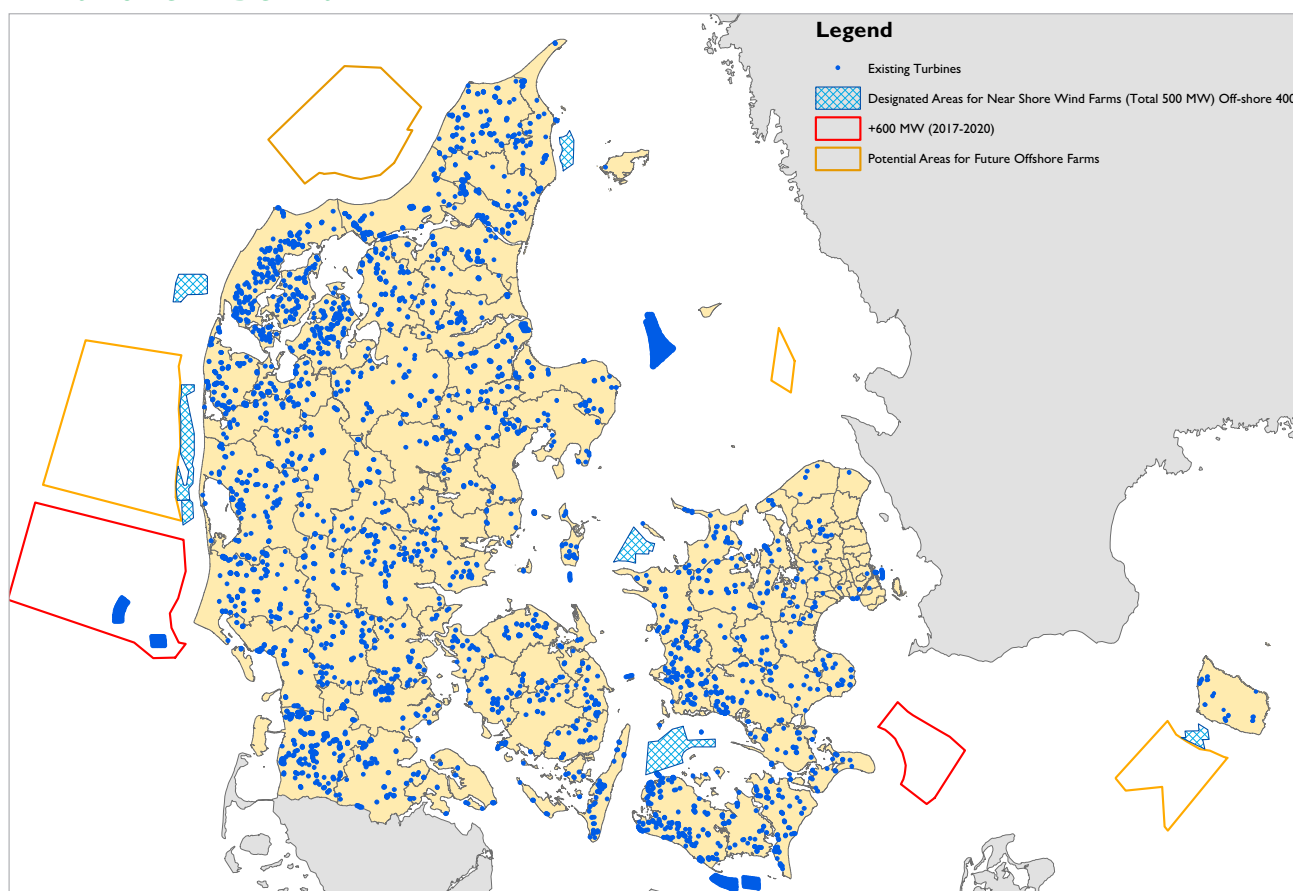 Legend
Existing Turbines
Designated Areas for Near Shore Wind Farms (Total 500 MW) Off-shore 400
+600 MW (2017-2020)
Potential Areas for Future Offshore Farms